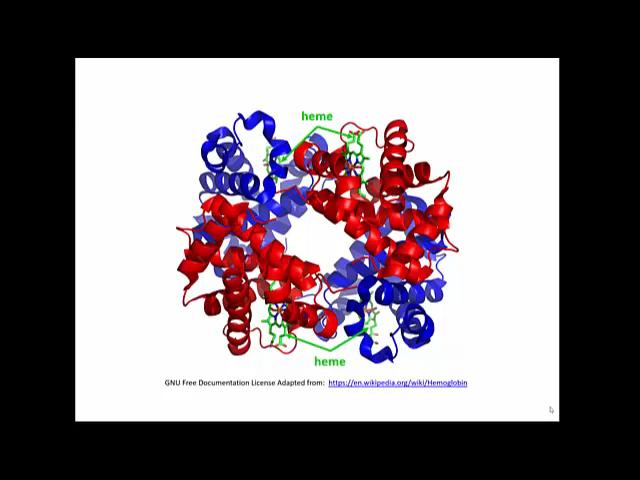 heme
heme
GNU Free Documentation License Adapted from: https://en.wikipedia.org/wiki/Hemoglobin